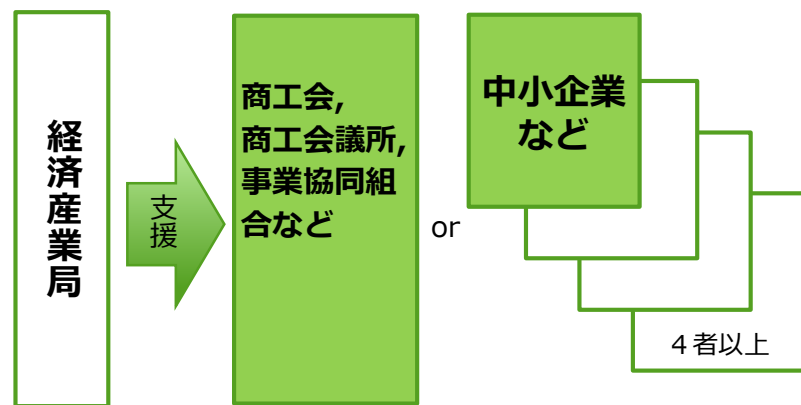 経済産業局
支援
商工会,
商工会議所,
事業協同組
合など
or
中小企業
など
４者以上